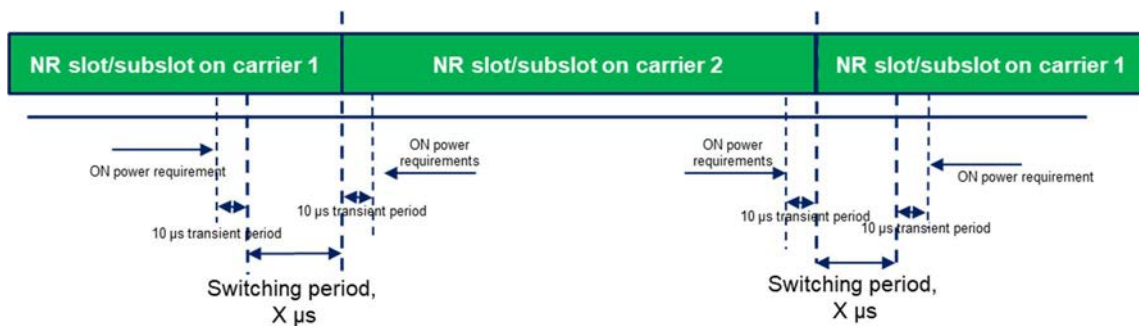 NR slot/subslot on carrier 1
NR slot/subslot on carrier 2
NR slot/subslot on carrier 1
ON power requirement
10 µs transient period
Switching period,
X µs
10 µs transient period
ON power
requirements
ON power
requirements
10 µs transient period
Switching period,
X µs
10 µs transient period
ON power requirement